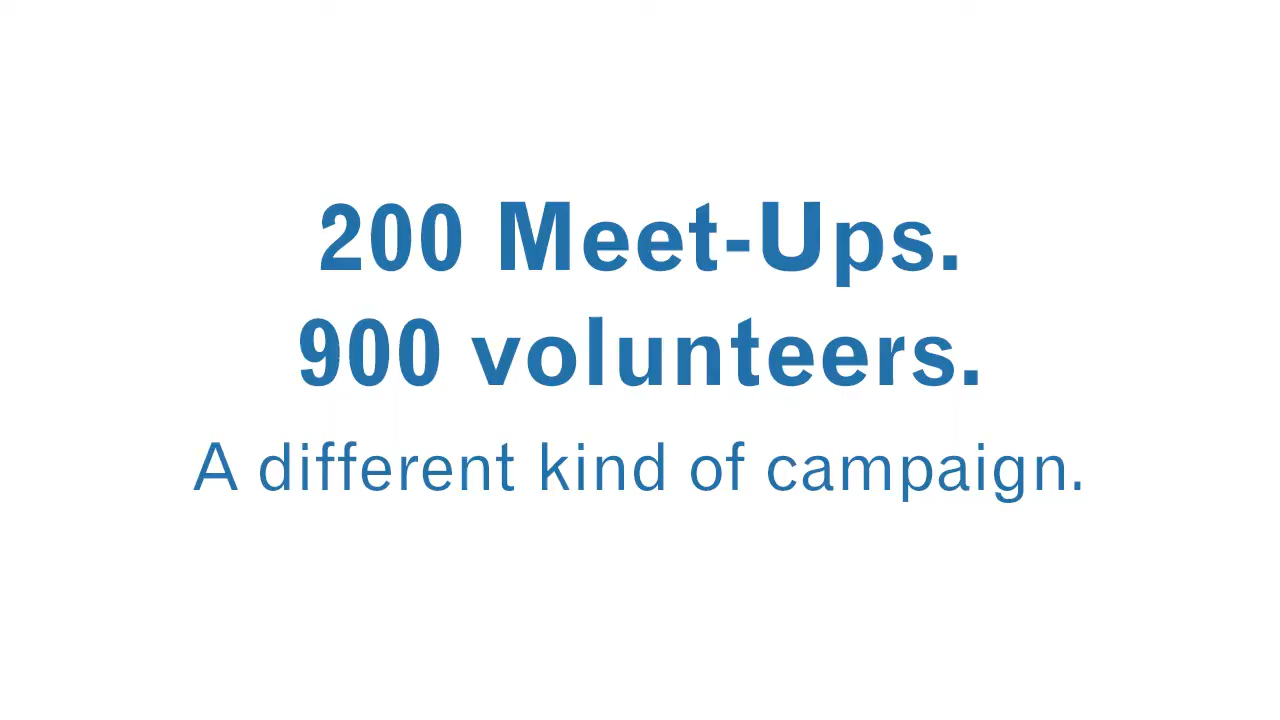 200 Meet-Ups.
900 volunteers.
A different kind of campaign.